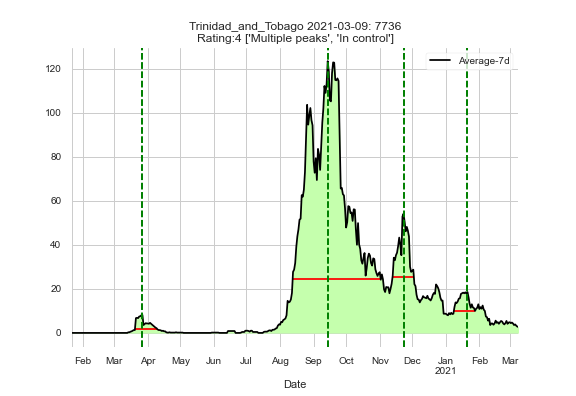 Trinidad_and_Tobago 2021-03-09: 7736
Rating:4 ['Multiple peaks', 'In control']
Average-7d
120
100
80
60
40
20
0
Feb Mar Apr May Jun Jul Aug Sep Oct Nov Dec Jan Feb Mar
2021
Date